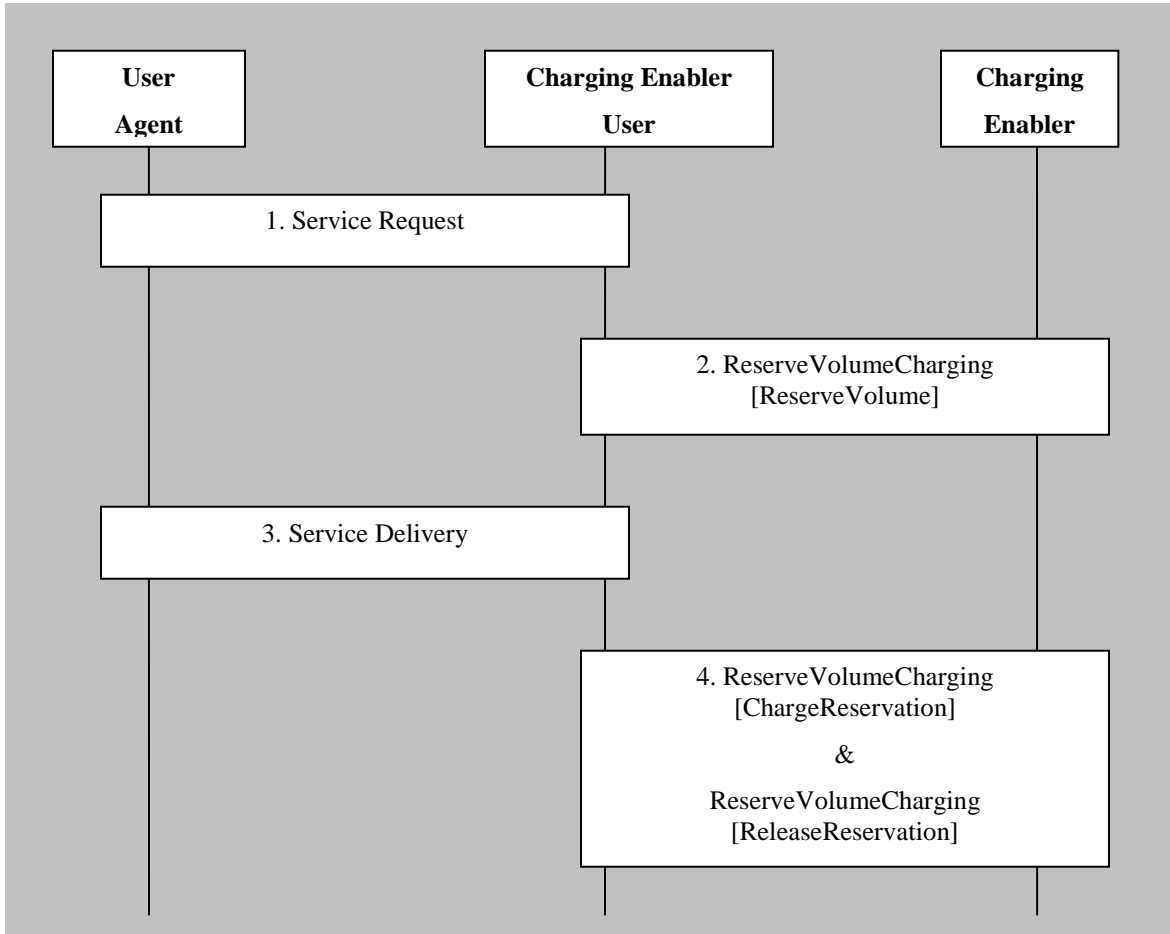 User
Agent
Charging Enabler
User
Charging
Enabler
1. Service Request
2. ReserveVolumeCharging
[ReserveVolume]
3. Service Delivery
4. ReserveVolumeCharging
[ChargeReservation]
&
ReserveVolumeCharging
[ReleaseReservation]